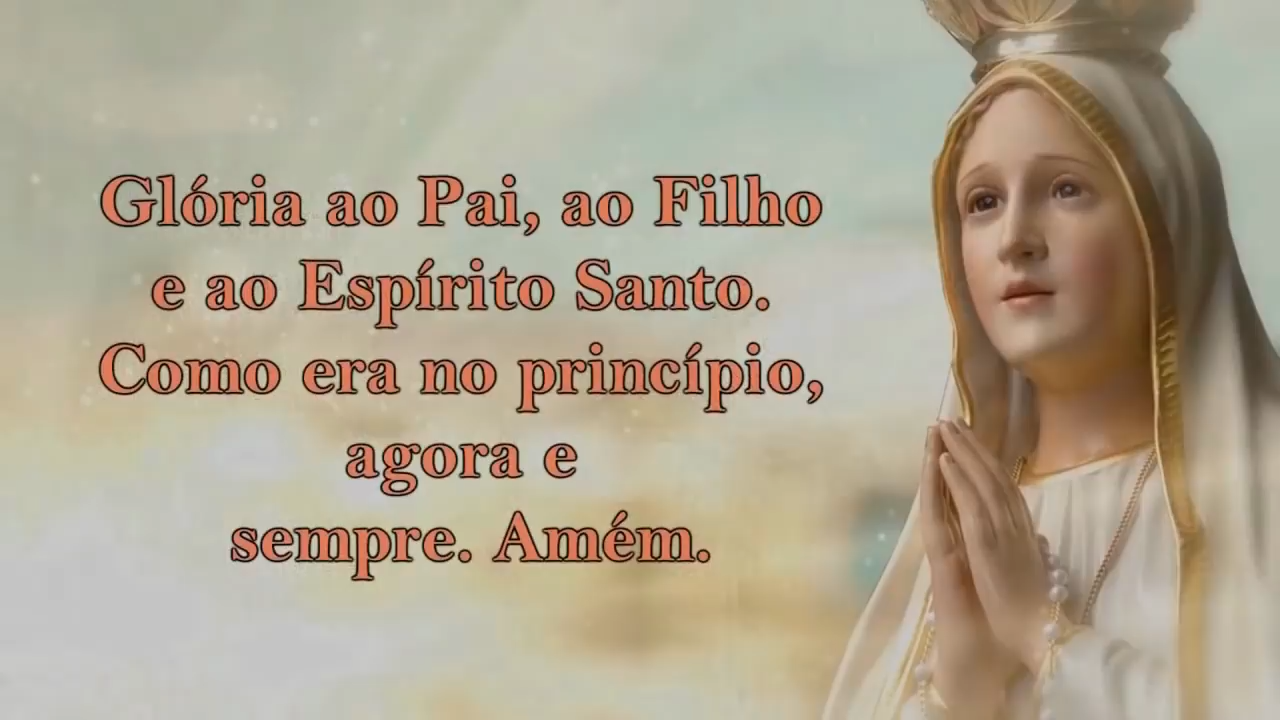 Glória ao Pai, ao Filho
e ao Espírito Santo.
Como era no princípio,
agora e
sempre. Amém.